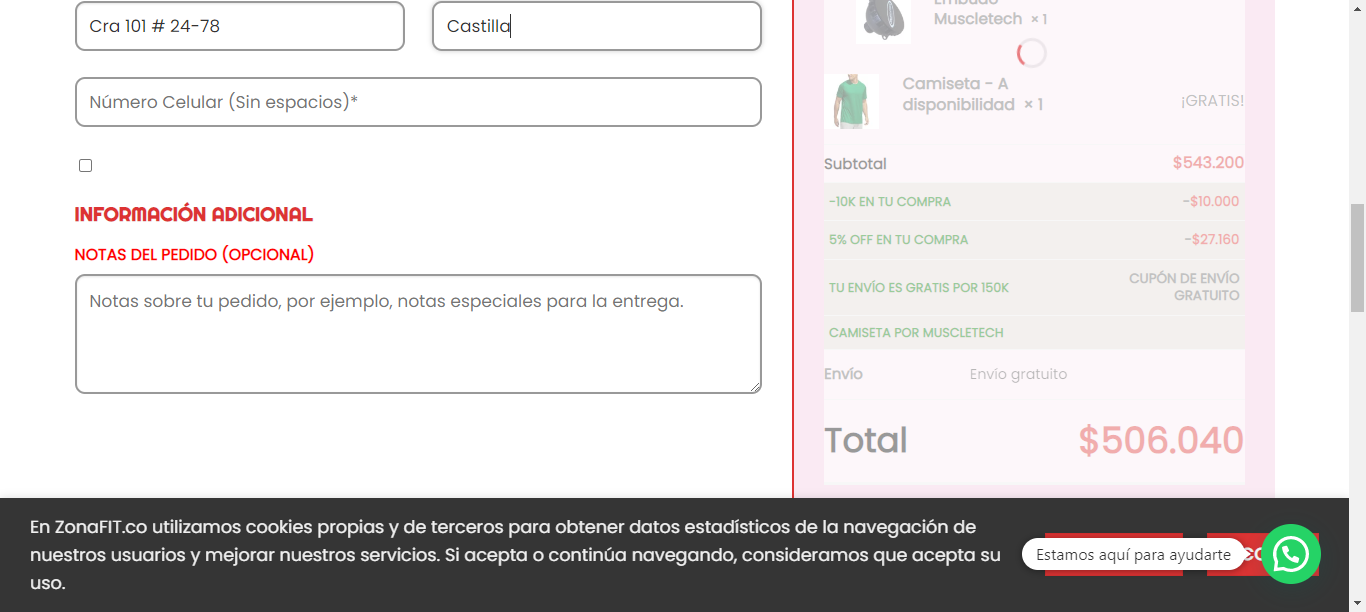 Cra 101 # 24-78
Castilla
Número Celular (Sin espacios)*
INFORMACIÓN ADICIONAL
NOTAS DEL PEDIDO (OPCIONAL)
Notas sobre tu pedido, por ejemplo, notas especiales para la entrega.
Embudo
Muscletech × 1
Camiseta - A
disponibilidad × 1
¡GRATIS!
Subtotal
$543.200
-10K EN TU COMPRA
-$10.000
5% OFF EN TU COMPRA
-$27.160
TU ENVÍO ES GRATIS POR 150K
CUPÓN DE ENVÍO
GRATUITO
CAMISETA POR MUSCLETECH
Envío
Envio gratuito
Total
$506.040
En ZonaFIT.co utilizamos cookies propias y de terceros para obtener datos estadísticos de la navegación de
nuestros usuarios y mejorar nuestros servicios. Si acepta o continúa navegando, consideramos que acepta su
uso.
Estamos aquí para ayudarte